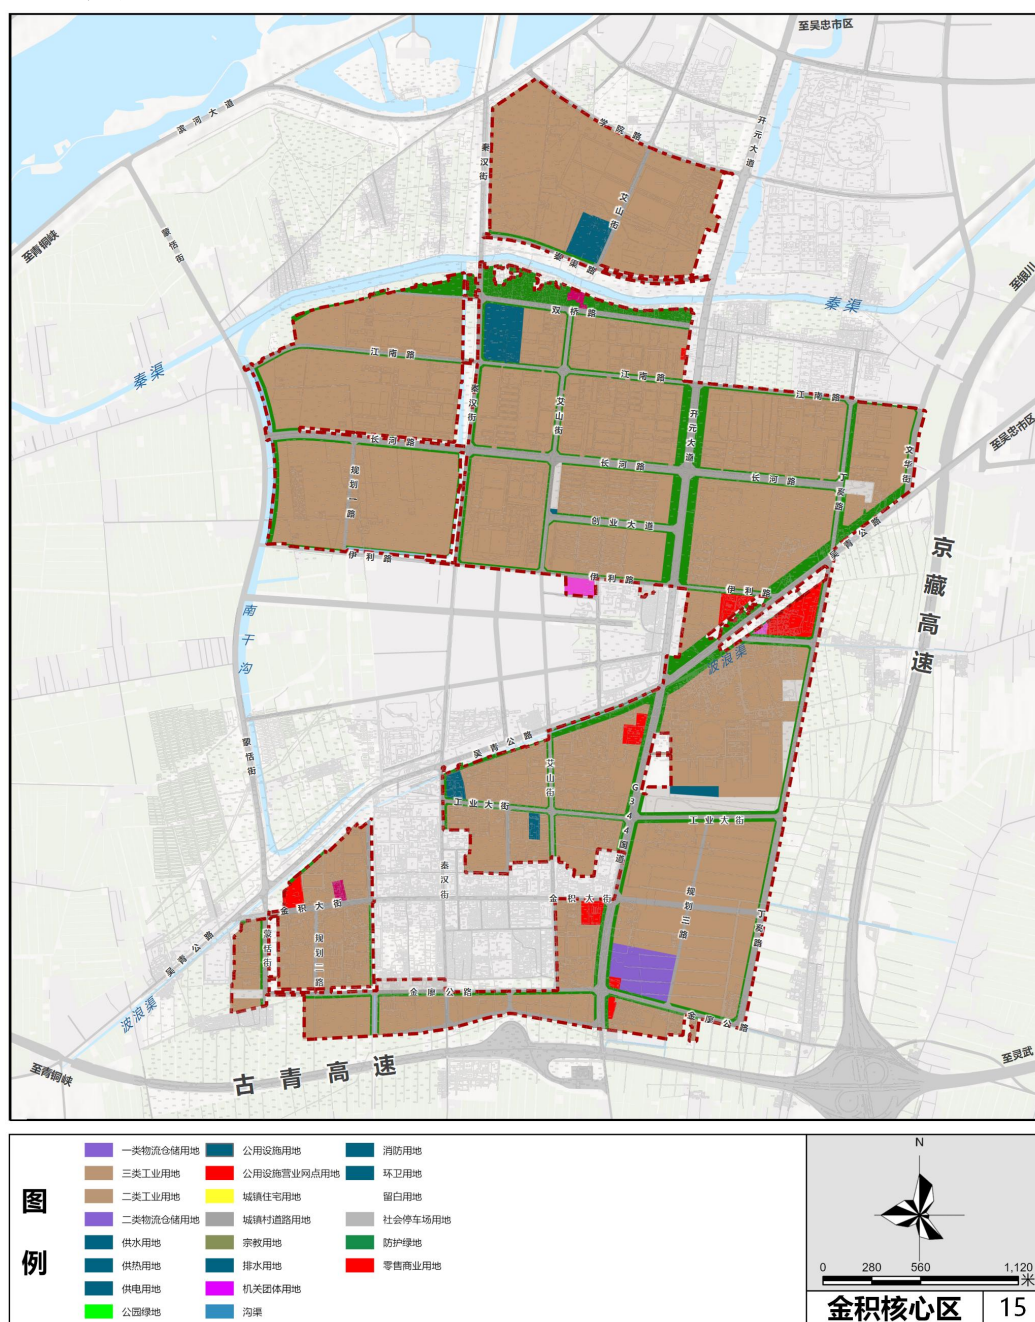 至吴忠市区
滨河大道
学院路
开元大道
秦汉街
艾山街
至青铜峡
蒙恬街
秦渠路
至银川
秦渠
双桥路
秦渠
江南路
江南路
江南路
秦汉街
艾山街
开元大道
文华街
至吴忠市区
长河路
长河路
长河路
规划一路
丁家路
创业大道
吴青公路
京藏高速
伊利路
伊利路
伊利路
南干沟
波浪渠
蒙恬街
吴青公路
艾山街
G344国道
工业大街
工业大街
秦汉街
金积大街
金积大街
规划三路
丁家路
蒙恬街
规划二路
吴青公路
波浪渠
金廖公路
金廖公路
至青铜峡
古青高速
至灵武
图例
一类物流仓储用地
公用设施用地
消防用地
三类工业用地
公用设施营业网点用地
环卫用地
二类工业用地
城镇住宅用地
留白用地
二类物流仓储用地
城镇村道路用地
社会停车场用地
供水用地
宗教用地
防护绿地
供热用地
排水用地
零售商业用地
供电用地
机关团体用地
公园绿地
沟渠
N
0 280 560 1,120
米
金积核心区 15